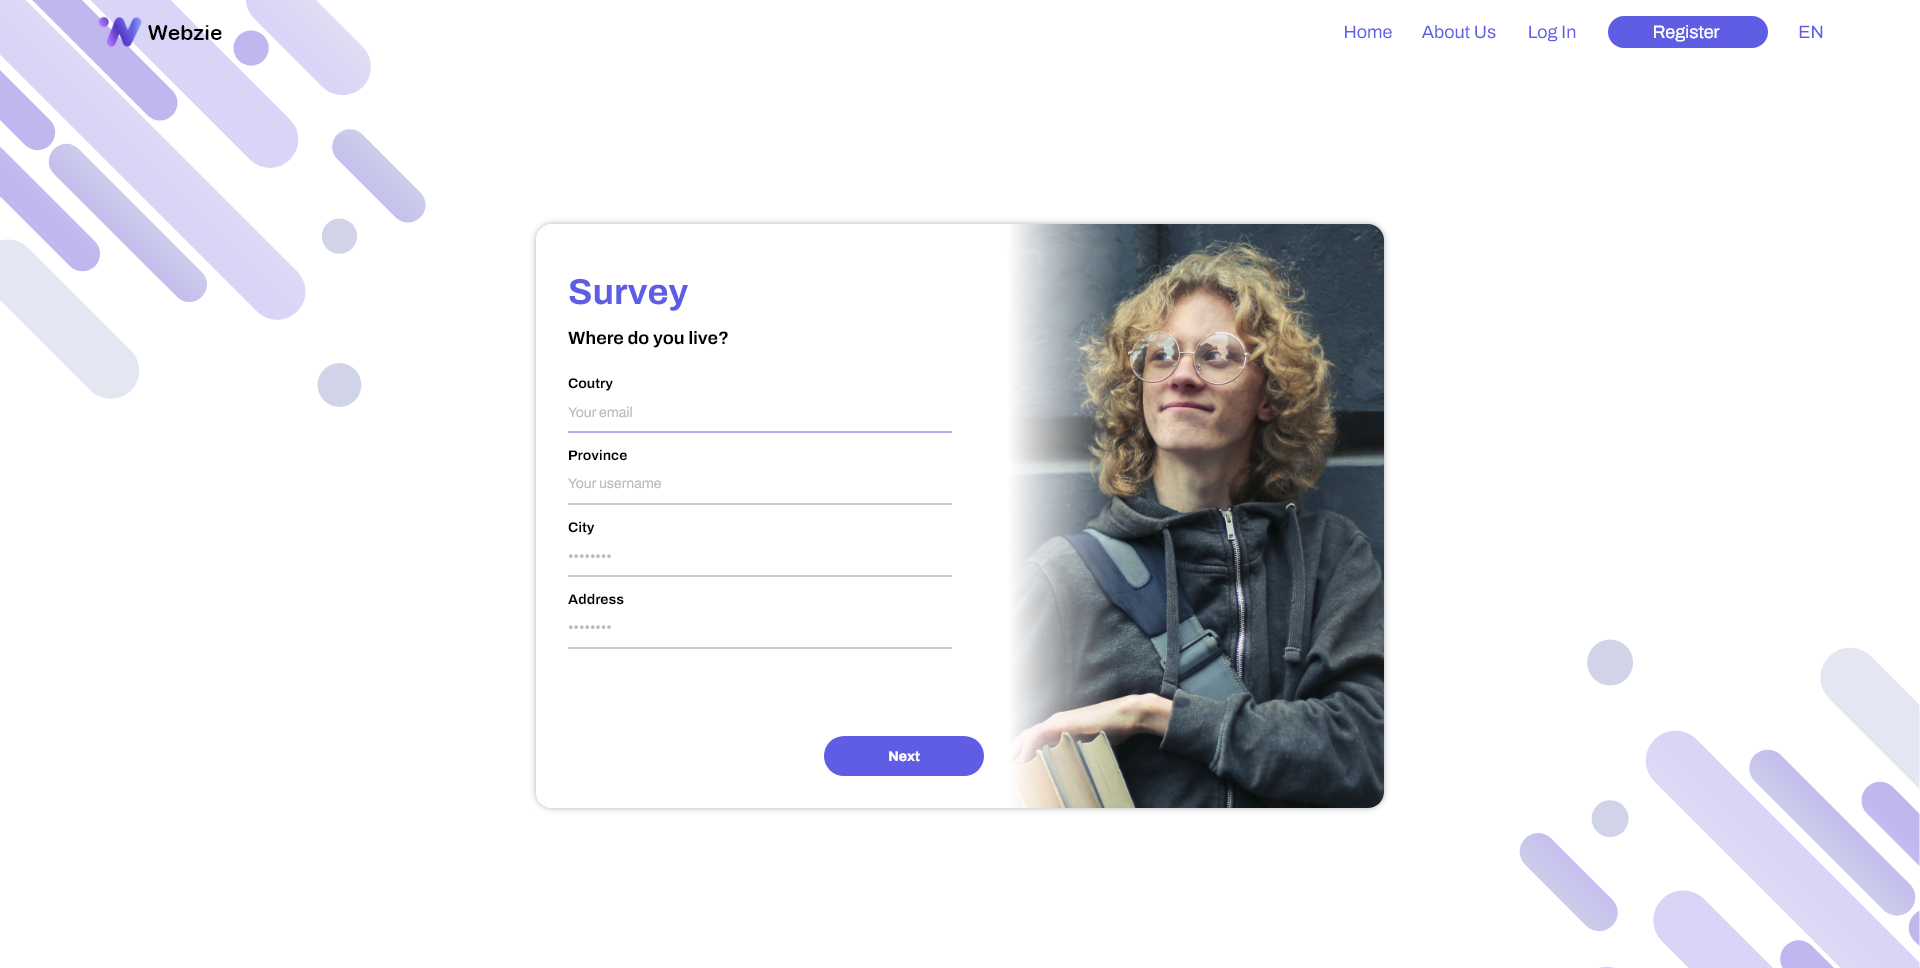 Webzie
Home About Us Log In Register EN
Survey
Where do you live?
Coutry
Your email
Province
Your username
City
••••••••
Address
••••••••
Next